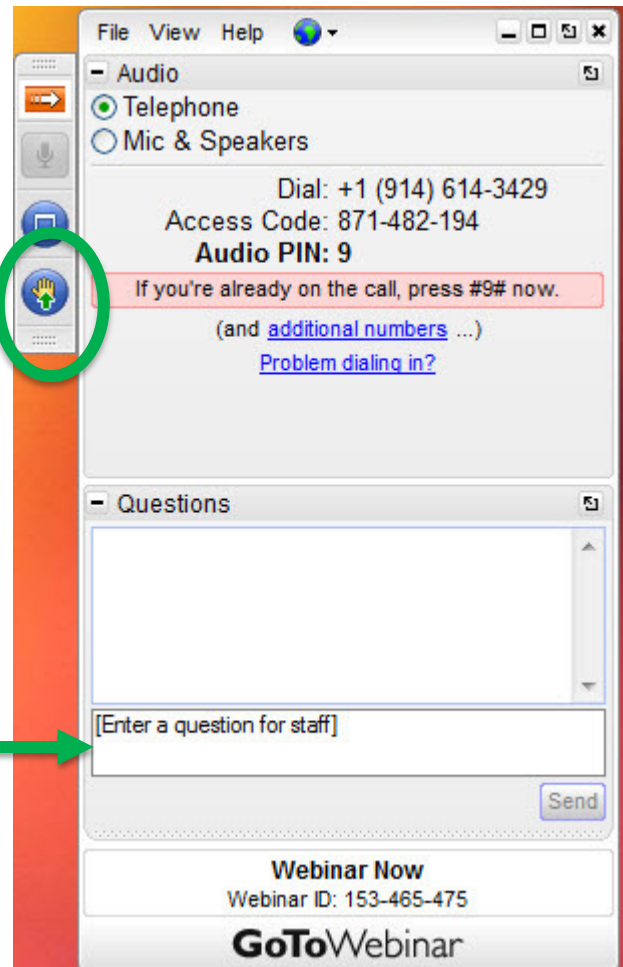 File View Help
Audio
Telephone
Mic & Speakers
Dial: +1 (914) 614-3429
Access Code: 871-482-194
Audio PIN: 9
If you're already on the call, press #9# now.
(and additional numbers ...)
Problem dialing in?
Questions
[Enter a question for staff]
Send
Webinar Now
Webinar ID: 153-465-475
GoToWebinar